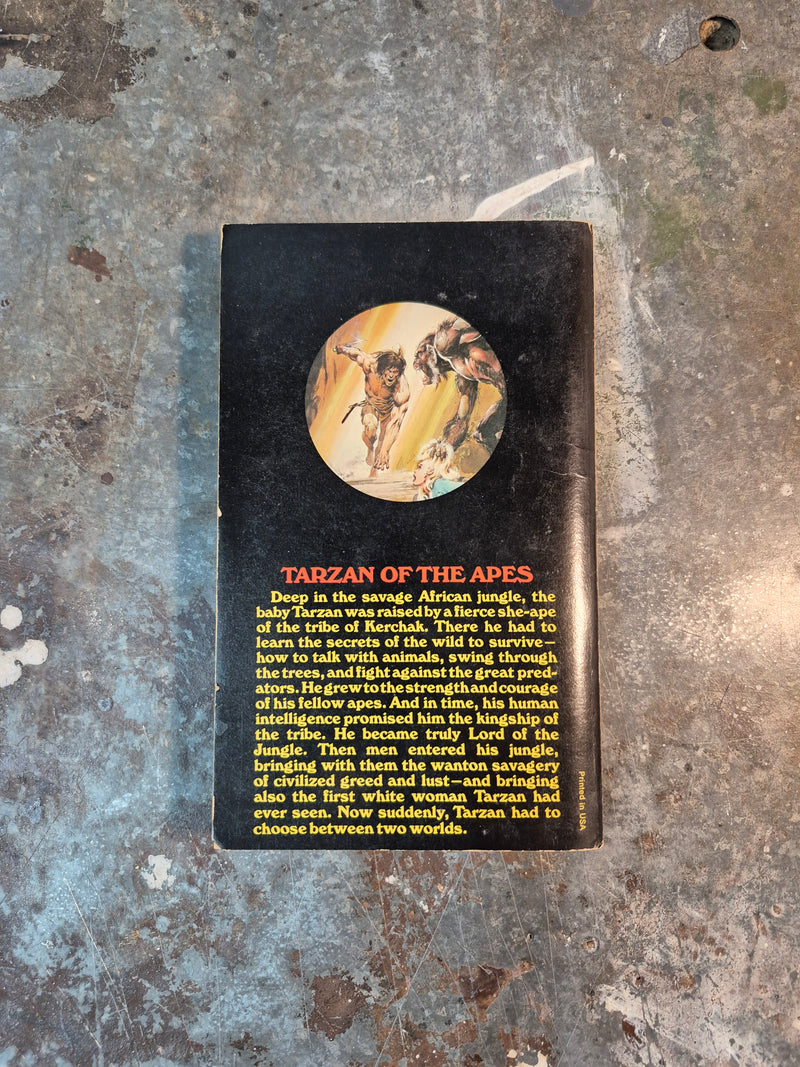 TARZAN OF THE APES
Deep in the savage African jungle, the
baby Tarzan was raised by a fierce she-ape
of the tribe of Kerchak. There he had to
learn the secrets of the wild to survive—
how to talk with animals, swing through
the trees, and fight against the great pred-
ators. He grew to the strength and courage
of his fellow apes. And in time, his human
intelligence promised him the kingship of
the tribe. He became truly Lord of the
Jungle. Then men entered his jungle,
bringing with them the wanton savagery
of civilized greed and lust—and bringing
also the first white woman Tarzan had
ever seen. Now suddenly, Tarzan had to
choose between two worlds.
Printed in USA